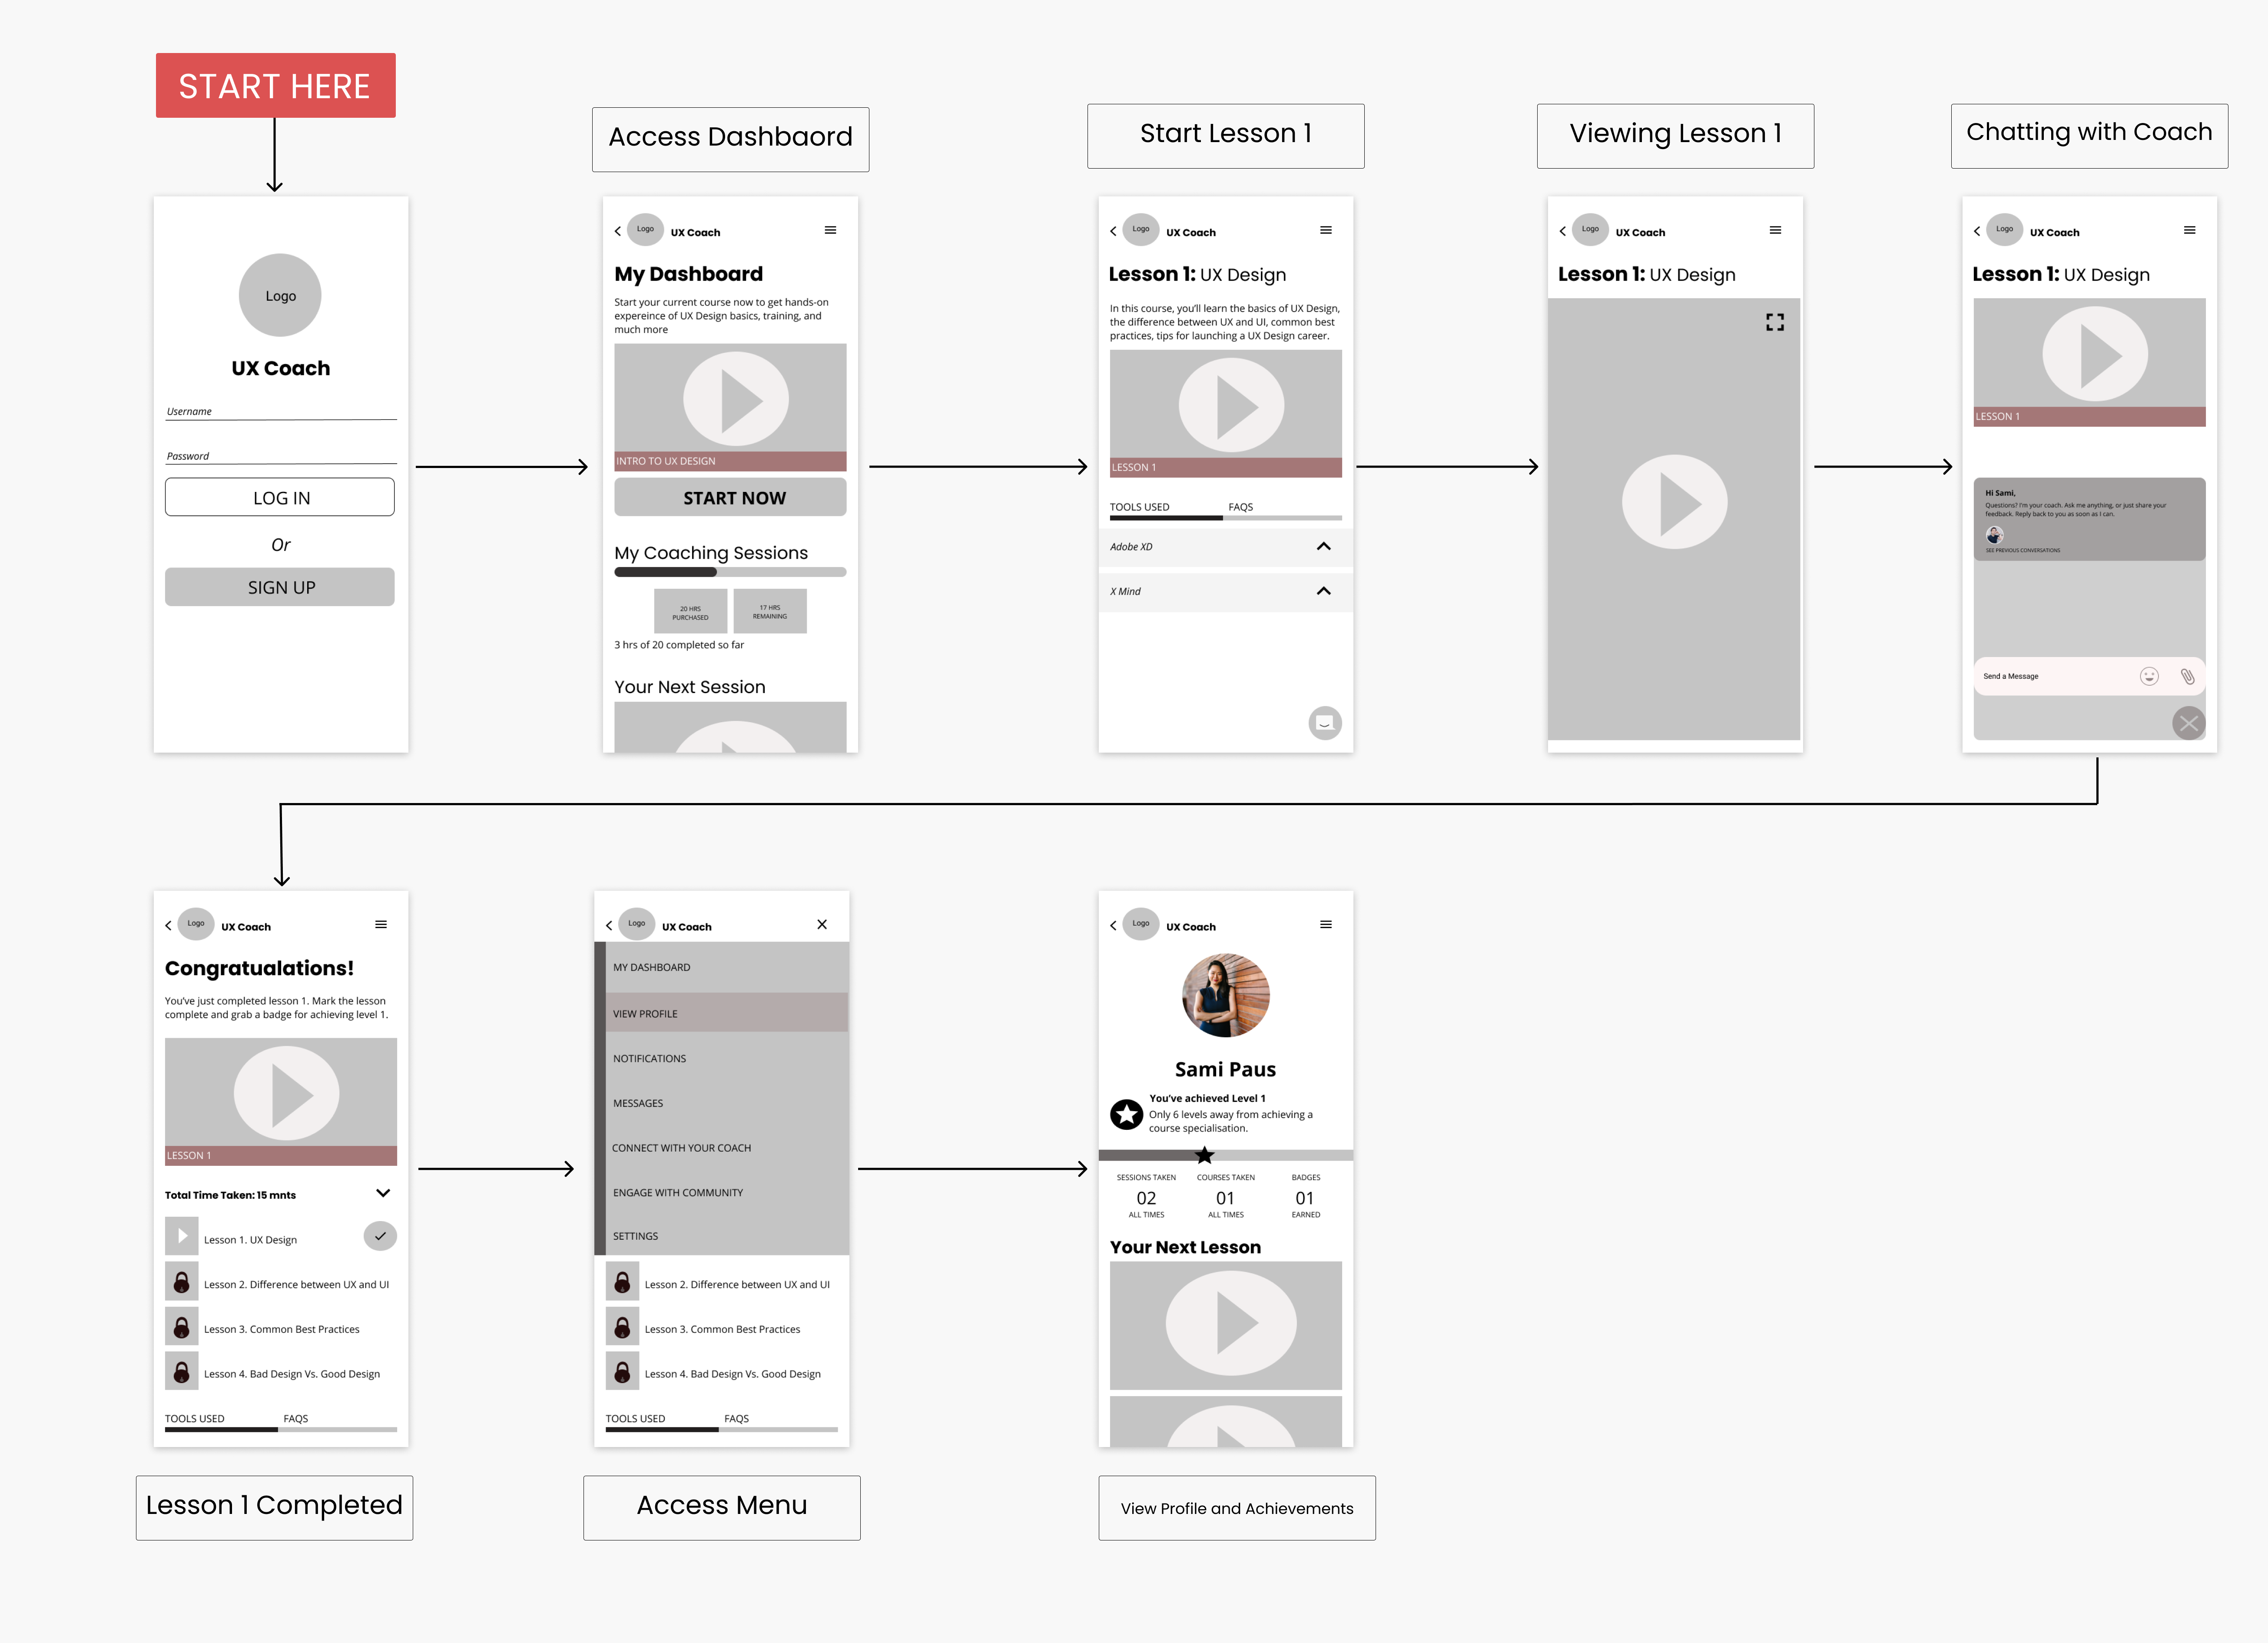 START HERE
Access Dashbaord
Start Lesson 1
Viewing Lesson 1
Chatting with Coach
Logo
UX Coach
Username
Password
LOG IN
Or
SIGN UP
Logo
UX Coach
My Dashboard
Start your current course now to get hands-on
expereince of UX Design basics, training, and
much more
INTRO TO UX DESIGN
START NOW
My Coaching Sessions
20 HRS
PURCHASED
17 HRS
REMAINING
3 hrs of 20 completed so far
Your Next Session
Logo
UX Coach
Lesson 1: UX Design
In this course, you'll learn the basics of UX Design,
the difference between UX and UI, common best
practices, tips for launching a UX Design career.
LESSON 1
TOOLS USED
FAQS
Adobe XD
X Mind
Logo
UX Coach
Lesson 1: UX Design
Logo
UX Coach
Lesson 1: UX Design
LESSON 1
Hi Sami,
Questions? I'm your coach. Ask me anything, or just share your
feedback. Reply back to you as soon as I can.
SEE PREVIOUS CONVERSATIONS
Send a Message
Logo
UX Coach
Congratualations!
You've just completed lesson 1. Mark the lesson
complete and grab a badge for achieving level 1.
LESSON 1
Total Time Taken: 15 mnts
Lesson 1. UX Design
Lesson 2. Difference between UX and UI
Lesson 3. Common Best Practices
Lesson 4. Bad Design Vs. Good Design
TOOLS USED
FAQS
Logo
UX Coach
MY DASHBOARD
VIEW PROFILE
NOTIFICATIONS
MESSAGES
CONNECT WITH YOUR COACH
ENGAGE WITH COMMUNITY
SETTINGS
Lesson 2. Difference between UX and UI
Lesson 3. Common Best Practices
Lesson 4. Bad Design Vs. Good Design
TOOLS USED
FAQS
Logo
UX Coach
Sami Paus
You've achieved Level 1
Only 6 levels away from achieving a
course specialisation.
SESSIONS TAKEN
02
ALL TIMES
COURSES TAKEN
01
ALL TIMES
BADGES
01
EARNED
Your Next Lesson
Lesson 1 Completed
Access Menu
View Profile and Achievements